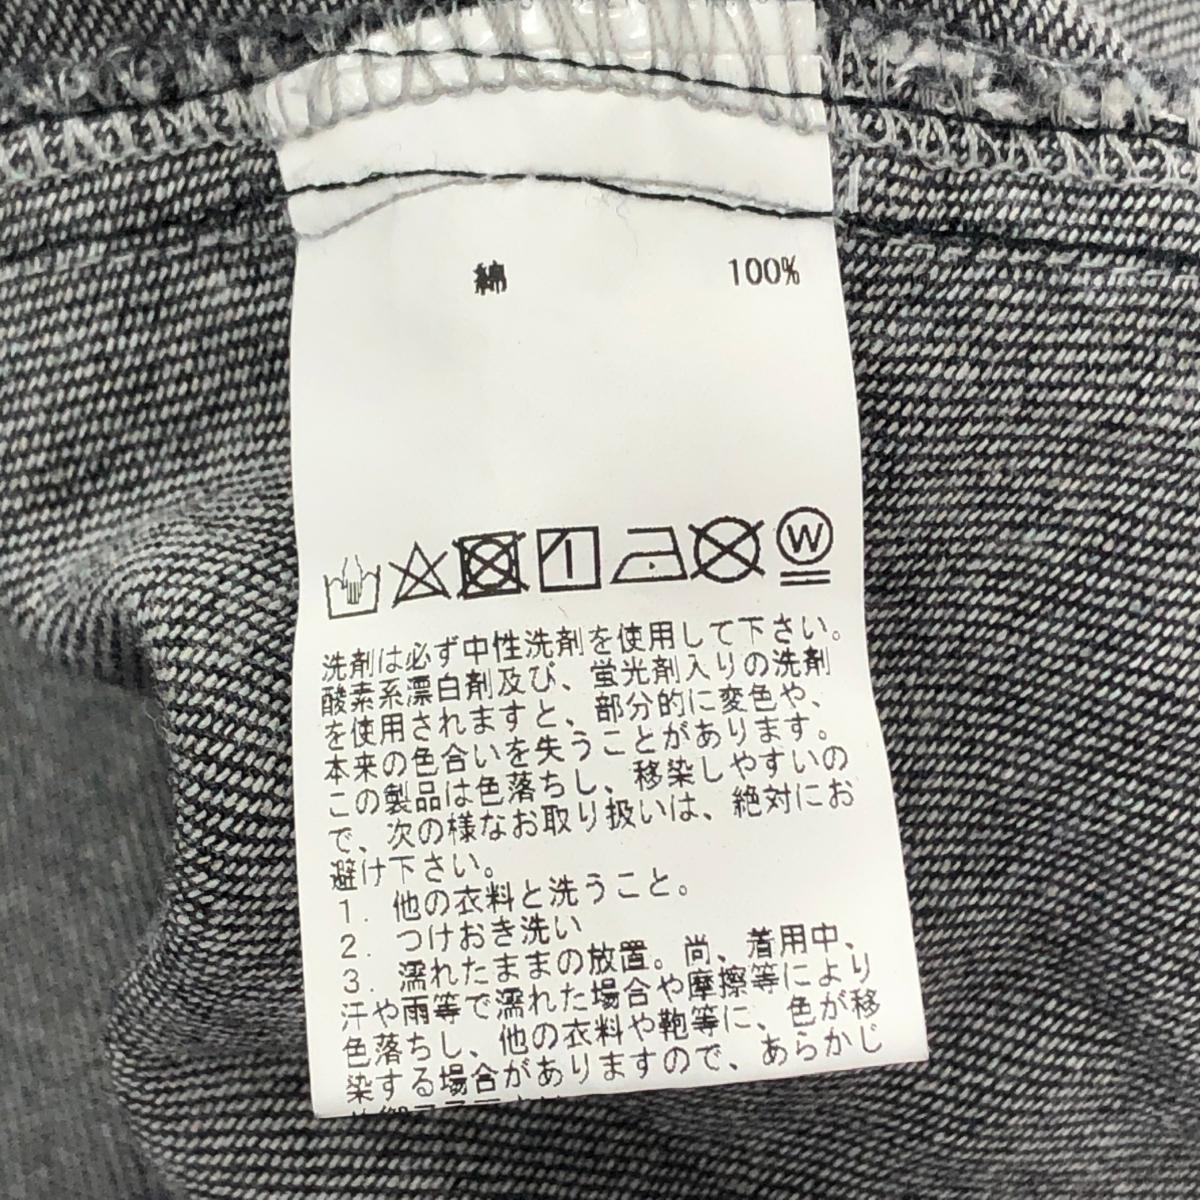 綿 100%
W
洗剤は必ず中性洗剤を使用して下さい。
酸素系漂白剤及び、蛍光剤入りの洗剤
を使用されますと、部分的に変色や、
本来の色合いを失うことがあります。
この製品は色落ちし、移染しやすいの
で、次の様なお取り扱いは、絶対にお
避け下さい。
1. 他の衣料と洗うこと。
2. つけおき洗い
3. 濡れたままの放置。尚、着用中、
汗や雨等で濡れた場合や摩擦等により
色落ちし、他の衣料や鞄等に、色が移
染する場合がありますので、あらかじ